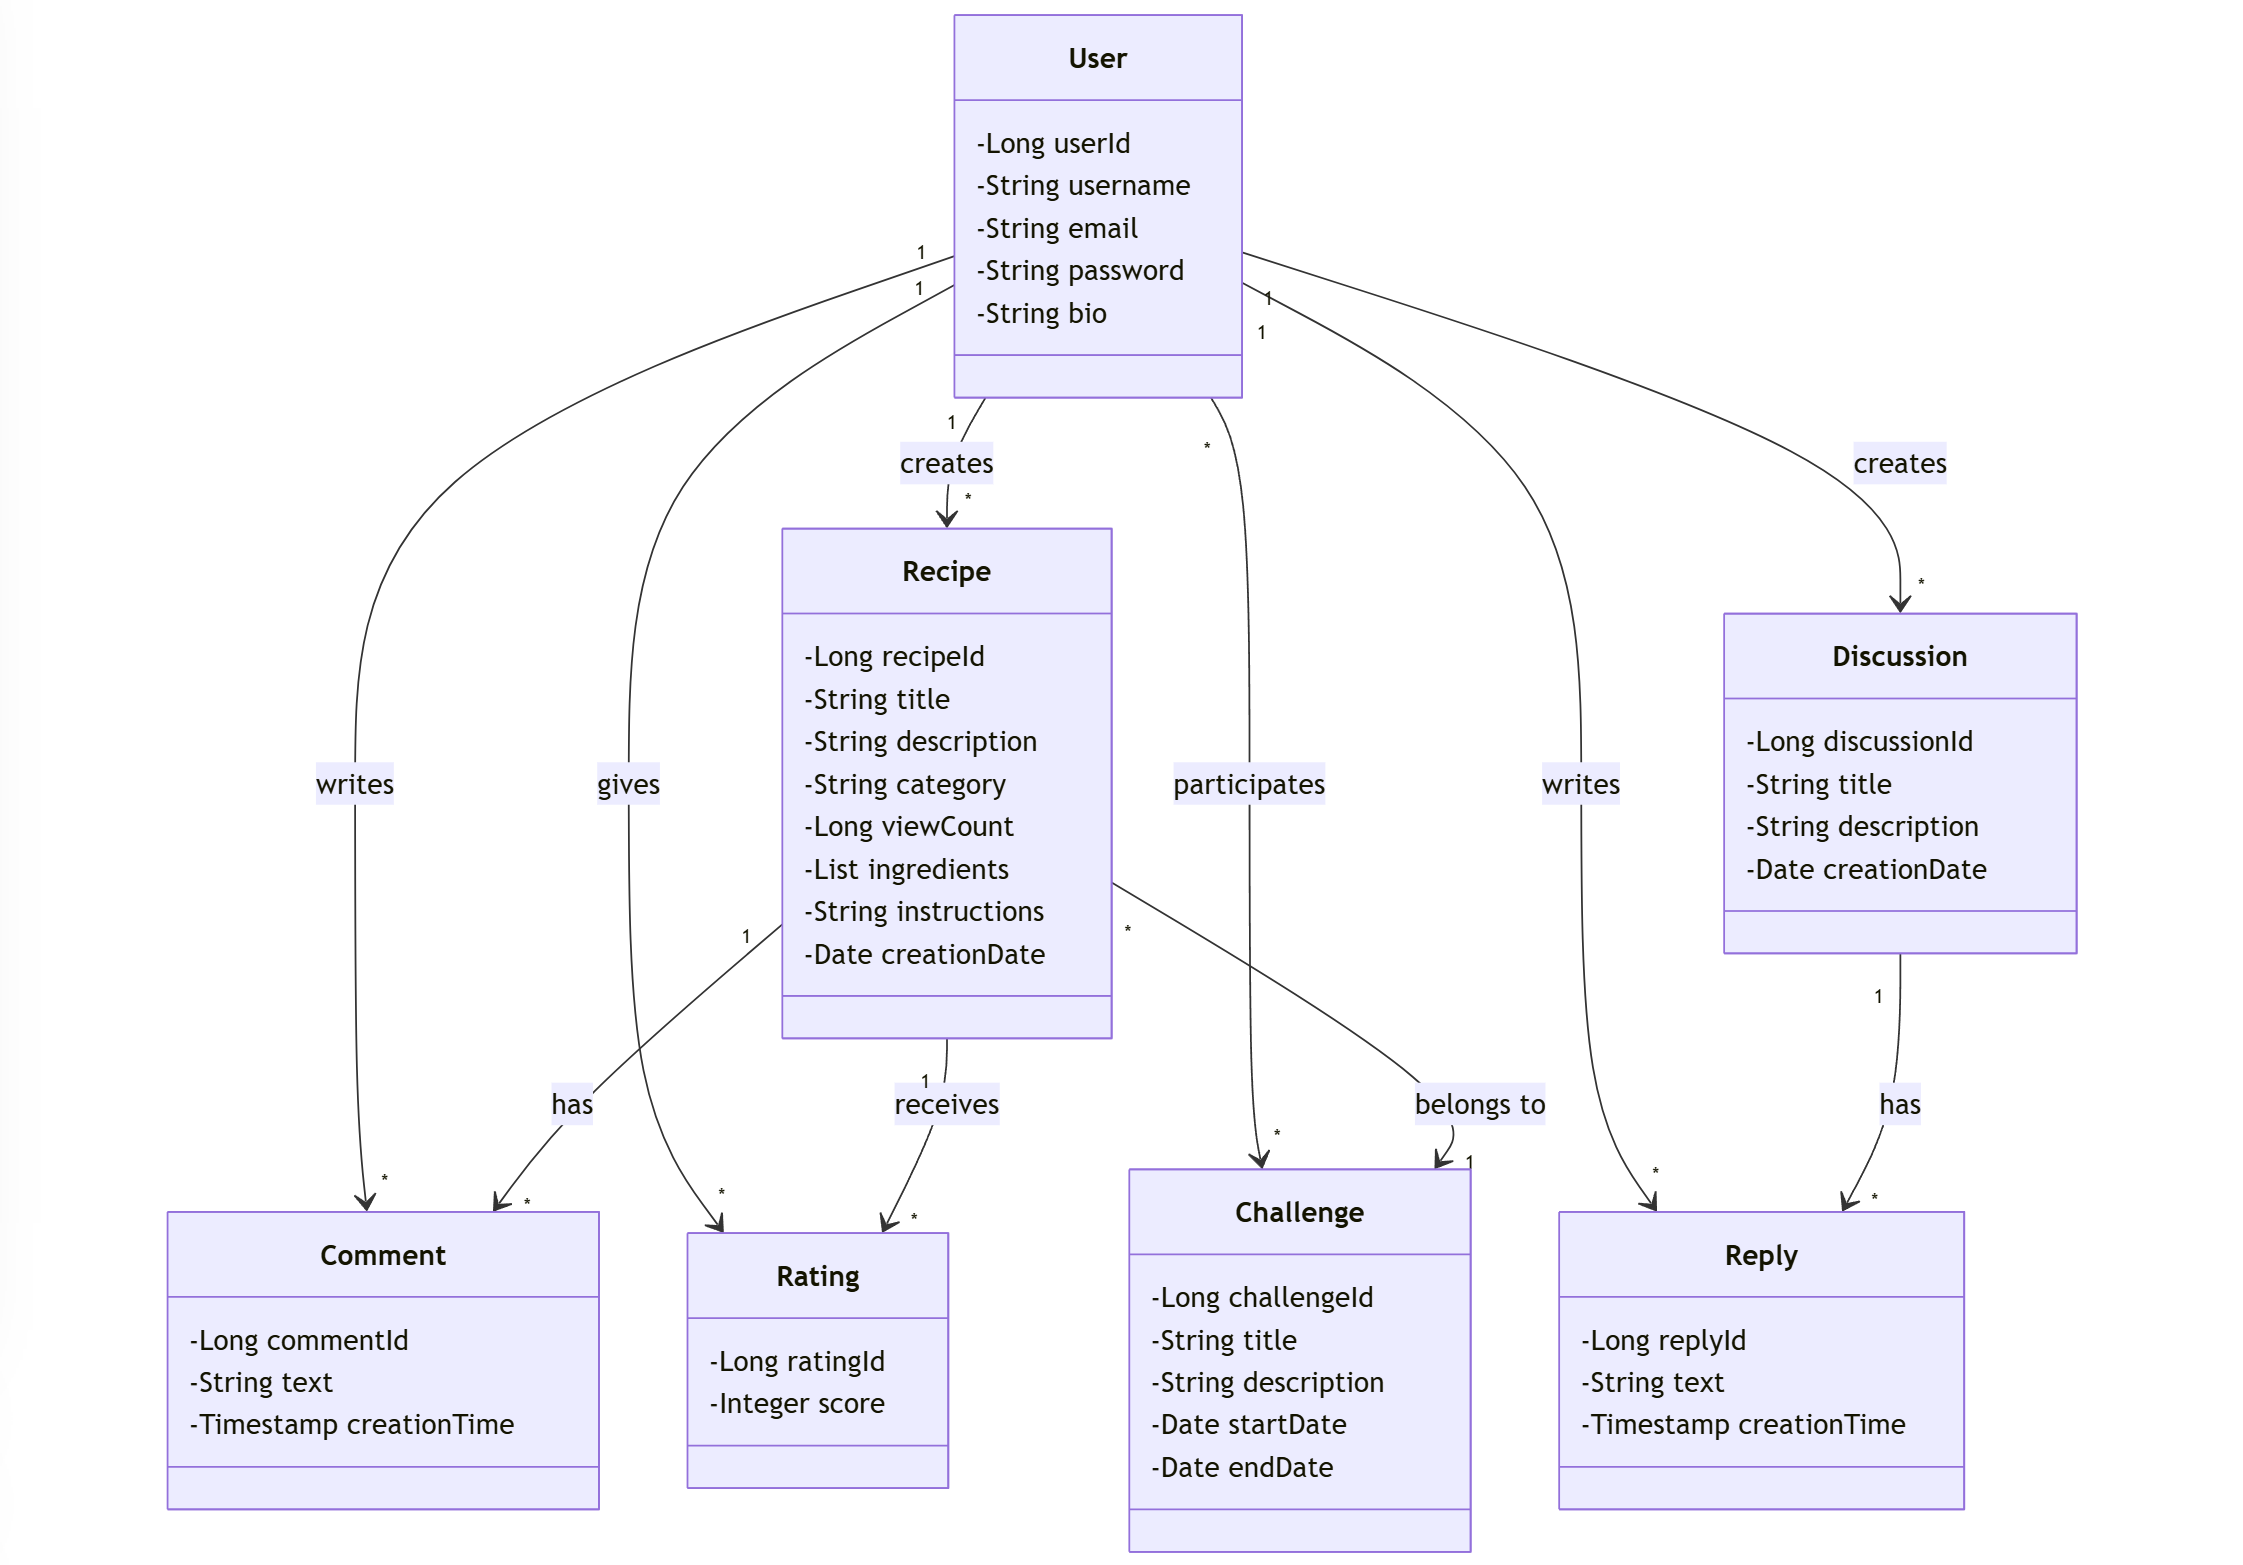 User
-Long userId
-String username
-String email
-String password
-String bio
1
1
1
1
1
*
creates
*
creates
*
Recipe
-Long recipeId
-String title
-String description
-String category
-Long viewCount
-List ingredients
-String instructions
-Date creationDate
Discussion
-Long discussionId
-String title
-String description
-Date creationDate
writes
gives
participates
writes
1
*
1
1
has
receives
belongs to
has
*
*
*
*
*
1
*
*
Comment
-Long commentId
-String text
-Timestamp creationTime
Rating
-Long ratingId
-Integer score
Challenge
-Long challengeId
-String title
-String description
-Date startDate
-Date endDate
Reply
-Long replyId
-String text
-Timestamp creationTime